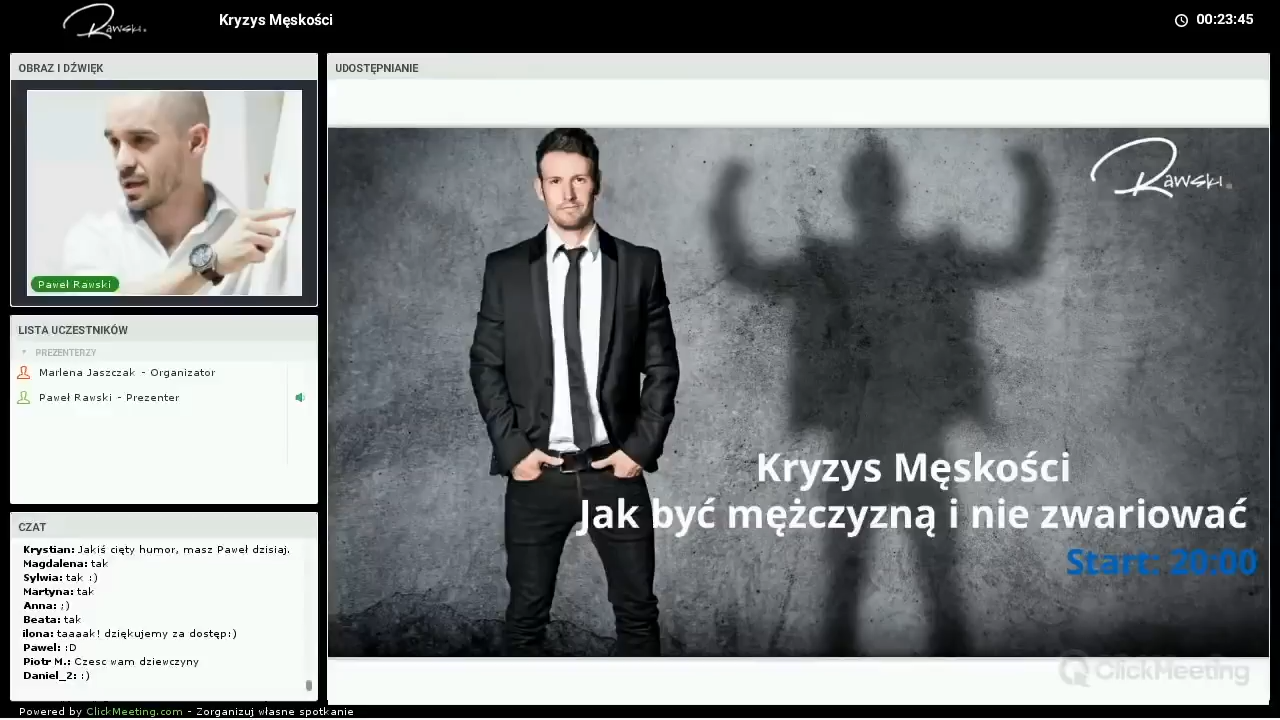 Rawski.
Kryzys Męskości
00:23:45
OBRAZ I DŹWIĘK
Paweł Rawski
LISTA UCZESTNIKÓW
PREZENTERZY
Marlena Jaszczak - Organizator
Paweł Rawski - Prezenter
CZAT
Krystian: Jakiś cięty humor, masz Paweł dzisiaj.
Magdalena: tak
Sylwia: tak :)
Martyna: tak
Anna: ;)
Beata: tak
ilona: taaaak! dziękujemy za dostęp:)
Paweł: :D
Piotr M.: Czesc wam dziewczyny
Daniel_Z: :)
UDOSTĘPNIANIE
Rawski.
Kryzys Męskości
Jak być mężczyzną i nie zwariować
Start: 20:00
ClickMeeting
Powered by ClickMeeting.com - Zorganizuj własne spotkanie